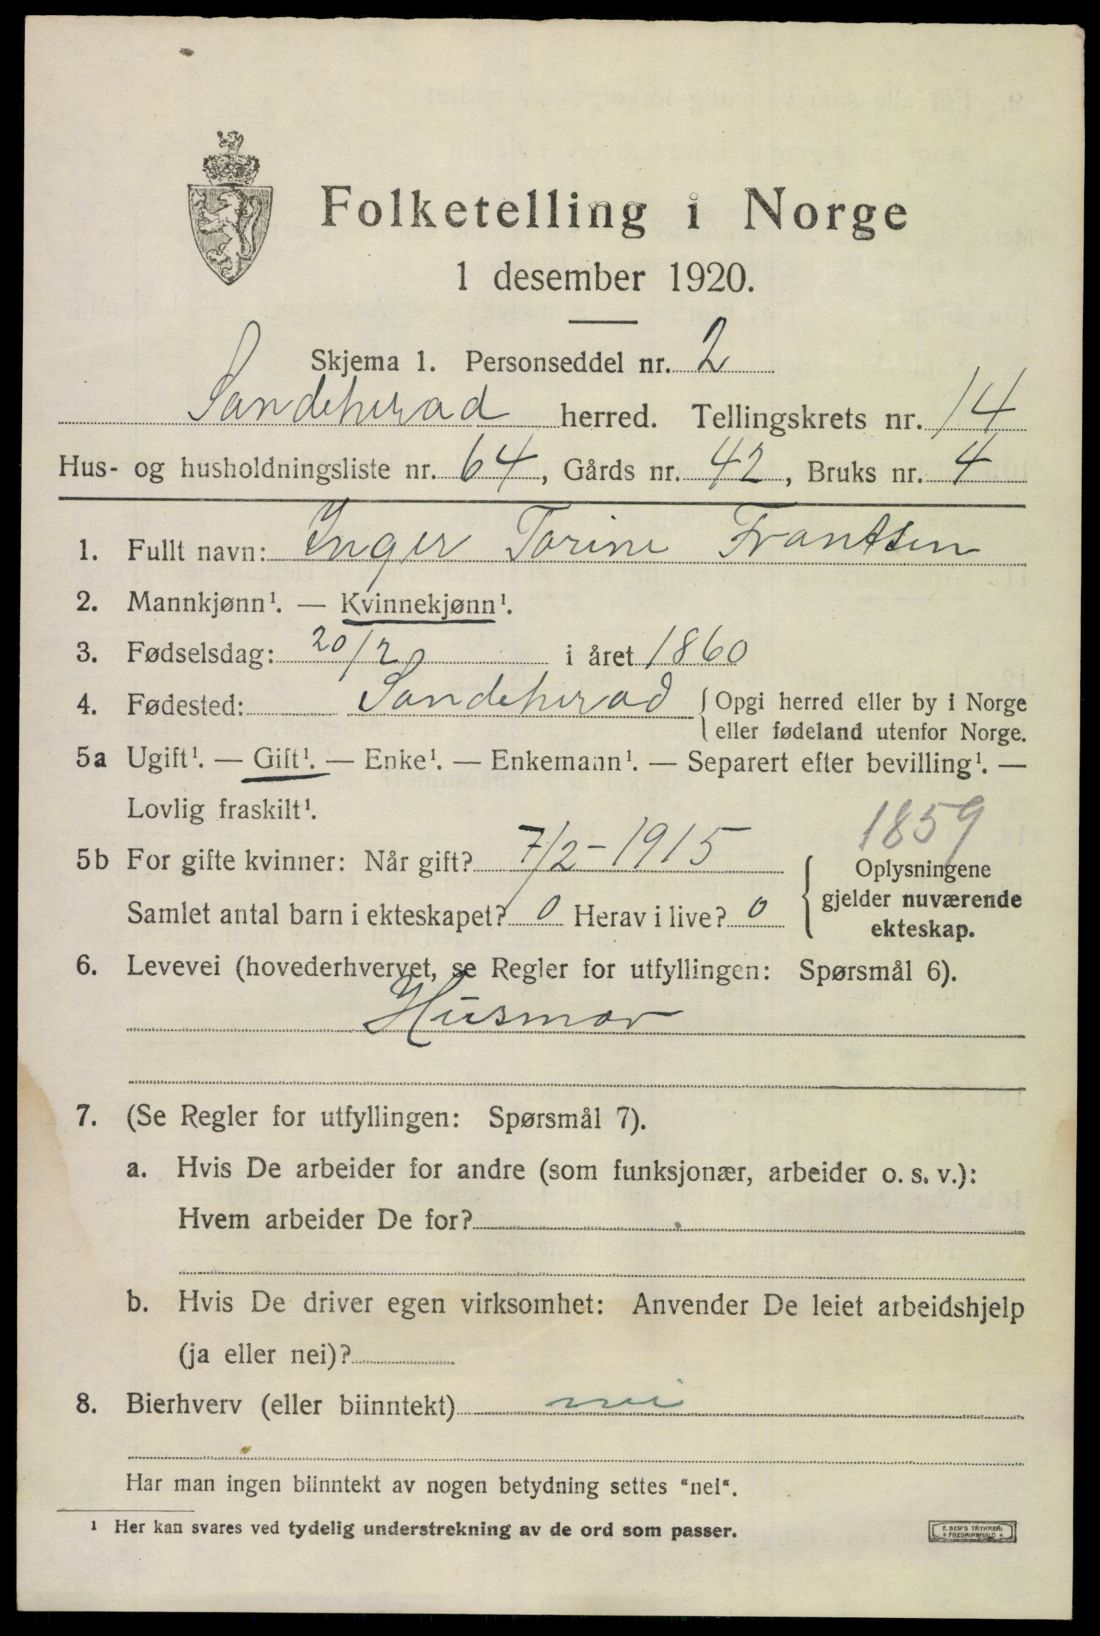 Folketelling i Norge
1 desember 1920.
Skjema 1. Personseddel nr. 2
Sandeherad herred. Tellingskrets nr. 14
Hus- og husholdningsliste nr. 64, Gårds nr. 42, Bruks nr. 4
1. Fullt navn: Inger Torine Frantsen
2. Mannkjønn¹. — Kvinnekjønn¹.
3. Fødselsdag: 20/2 i året 1860
4. Fødested: Sandeherad { Opgi herred eller by i Norge
eller fødeland utenfor Norge.
5a Ugift¹. — Gift¹. — Enke¹. — Enkemann¹. — Separert efter bevilling¹. —
Lovlig fraskilt¹.
1859
5b For gifte kvinner: Når gift? 7/2-1915
Samlet antal barn i ekteskapet? 0 Herav i live? 0
{ Oplysningene
gjelder nuværende
ekteskap.
6. Levevei (hovederhvervet, se Regler for utfyllingen: Spørsmål 6).
Husmor
7. (Se Regler for utfyllingen: Spørsmål 7).
a. Hvis De arbeider for andre (som funksjonær, arbeider o. s. v.):
Hvem arbeider De for?
b. Hvis De driver egen virksomhet: Anvender De leiet arbeidshjelp
(ja eller nei)?
8. Bierhverv (eller biinntekt) nei
Har man ingen biinntekt av nogen betydning settes "nei".
¹ Her kan svares ved tydelig understrekning av de ord som passer.
E. SEM'S TRYKKERI
FREDRIKSHALD